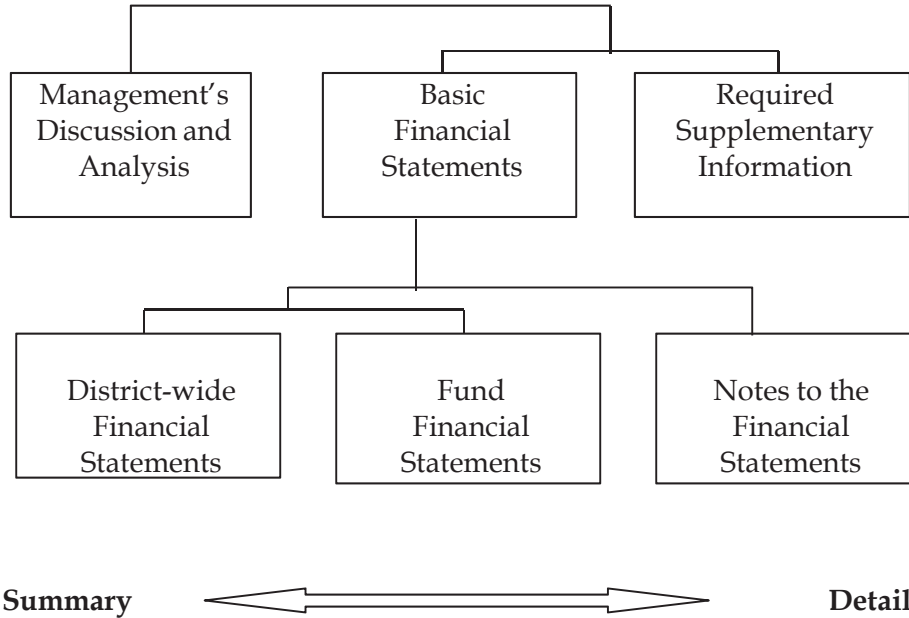 Management’s
Discussion and
Analysis
Basic
Financial
Statements
Required
Supplementary
Information
District-wide
Financial
Statements
Fund
Financial
Statements
Notes to the
Financial
Statements
Summary
Detail